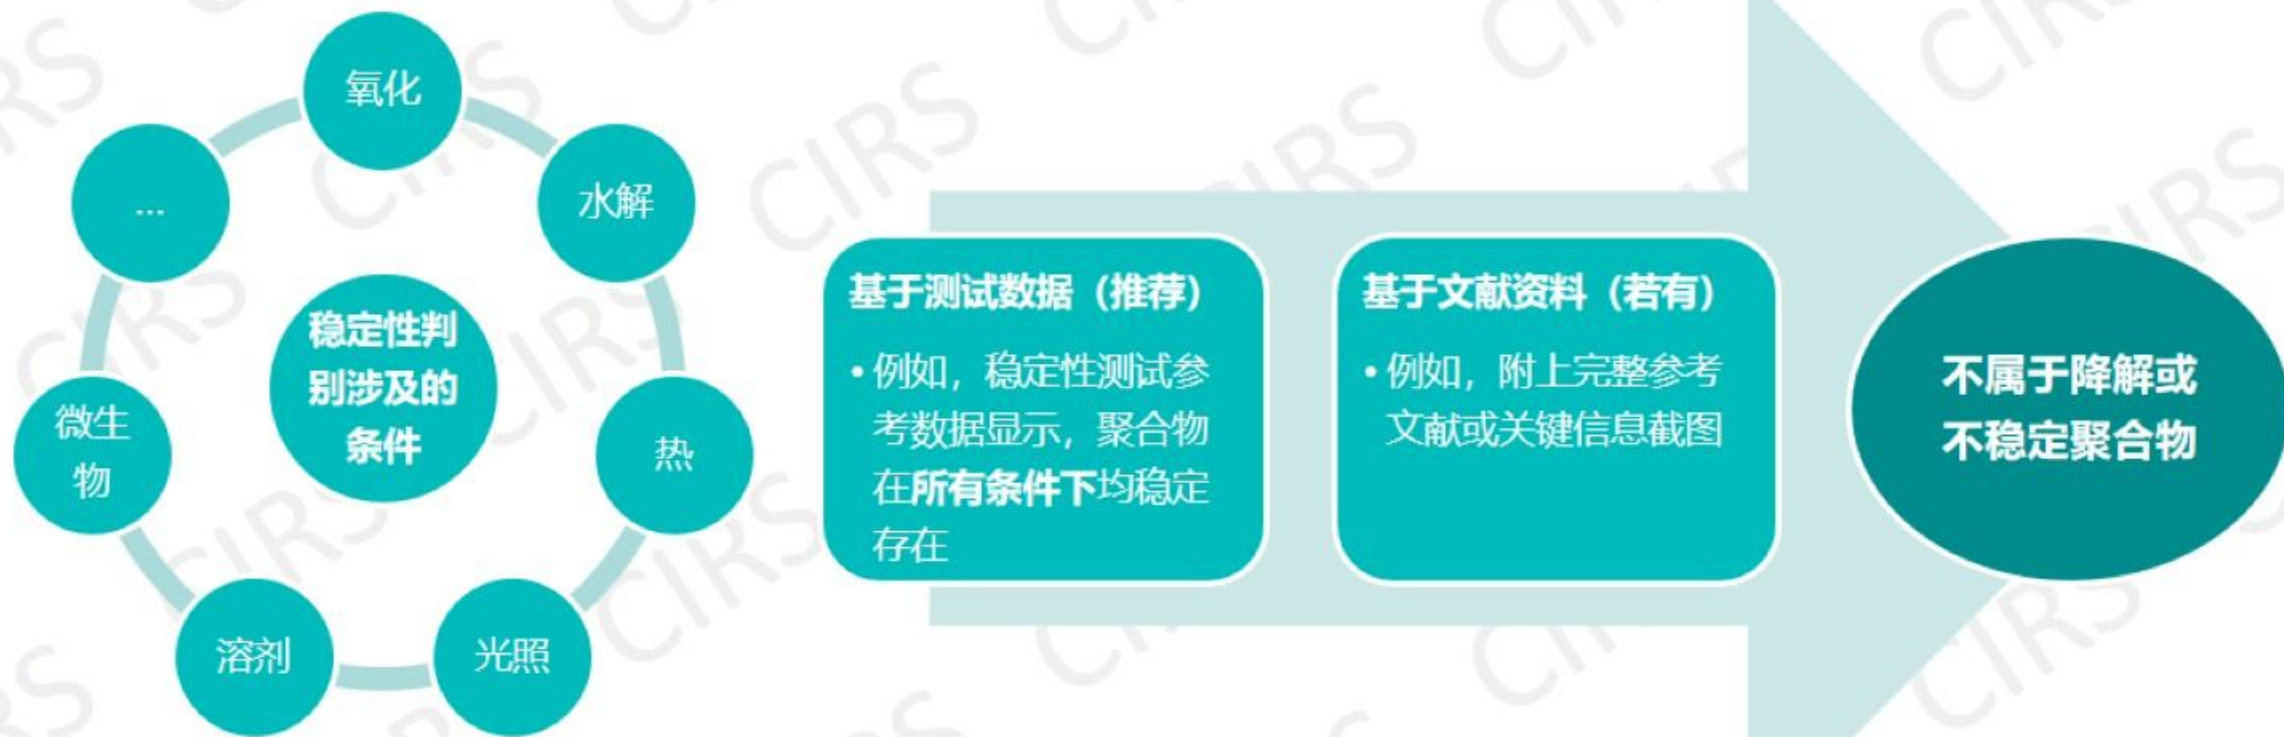 氧化
水解
热
光照
溶剂
微生
物
...
稳定性判
别涉及的
条件
基于测试数据（推荐）
• 例如，稳定性测试参
考数据显示，聚合物
在所有条件下均稳定
存在
基于文献资料（若有）
• 例如，附上完整参考
文献或关键信息截图
不属于降解或
不稳定聚合物
CIRS